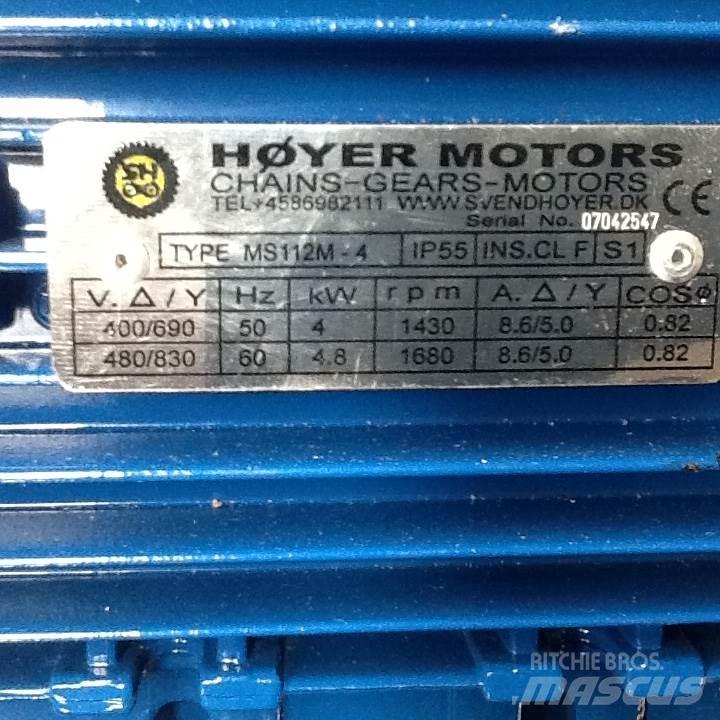 SH
HØYER MOTORS
CHAINS-GEARS-MOTORS
TEL+4586982111 WWW.SVENDHOYER.DK
Serial No. 07042547
TYPE MS112M-4 IP55 INS.CL F S1
V. Δ / Y Hz kW rpm A. Δ / Y COSϕ
400/690 50 4 1430 8.6/5.0 0.82
480/830 60 4.8 1680 8.6/5.0 0.82
CE
RITCHIE BROS.
MASCUS